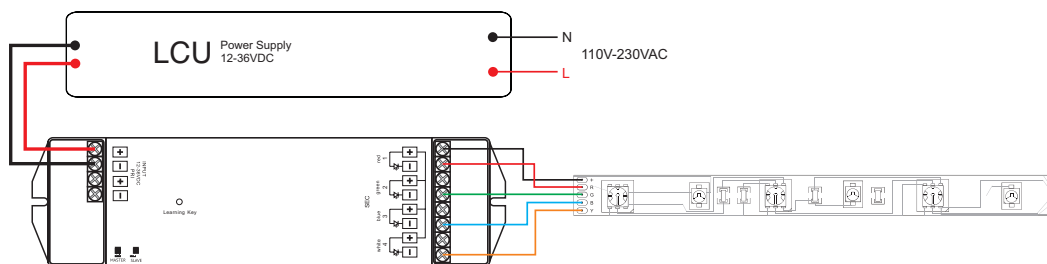 LCU
Power Supply
12-36VDC
N
110V-230VAC
L
+
−
+
−
INPUT
12-36VDC
PRI
Learning Key
MASTER
SLAVE
SEC
red
1
+
−
green
2
+
−
blue
3
+
−
white
4
+
−
+
R
G
B
Y